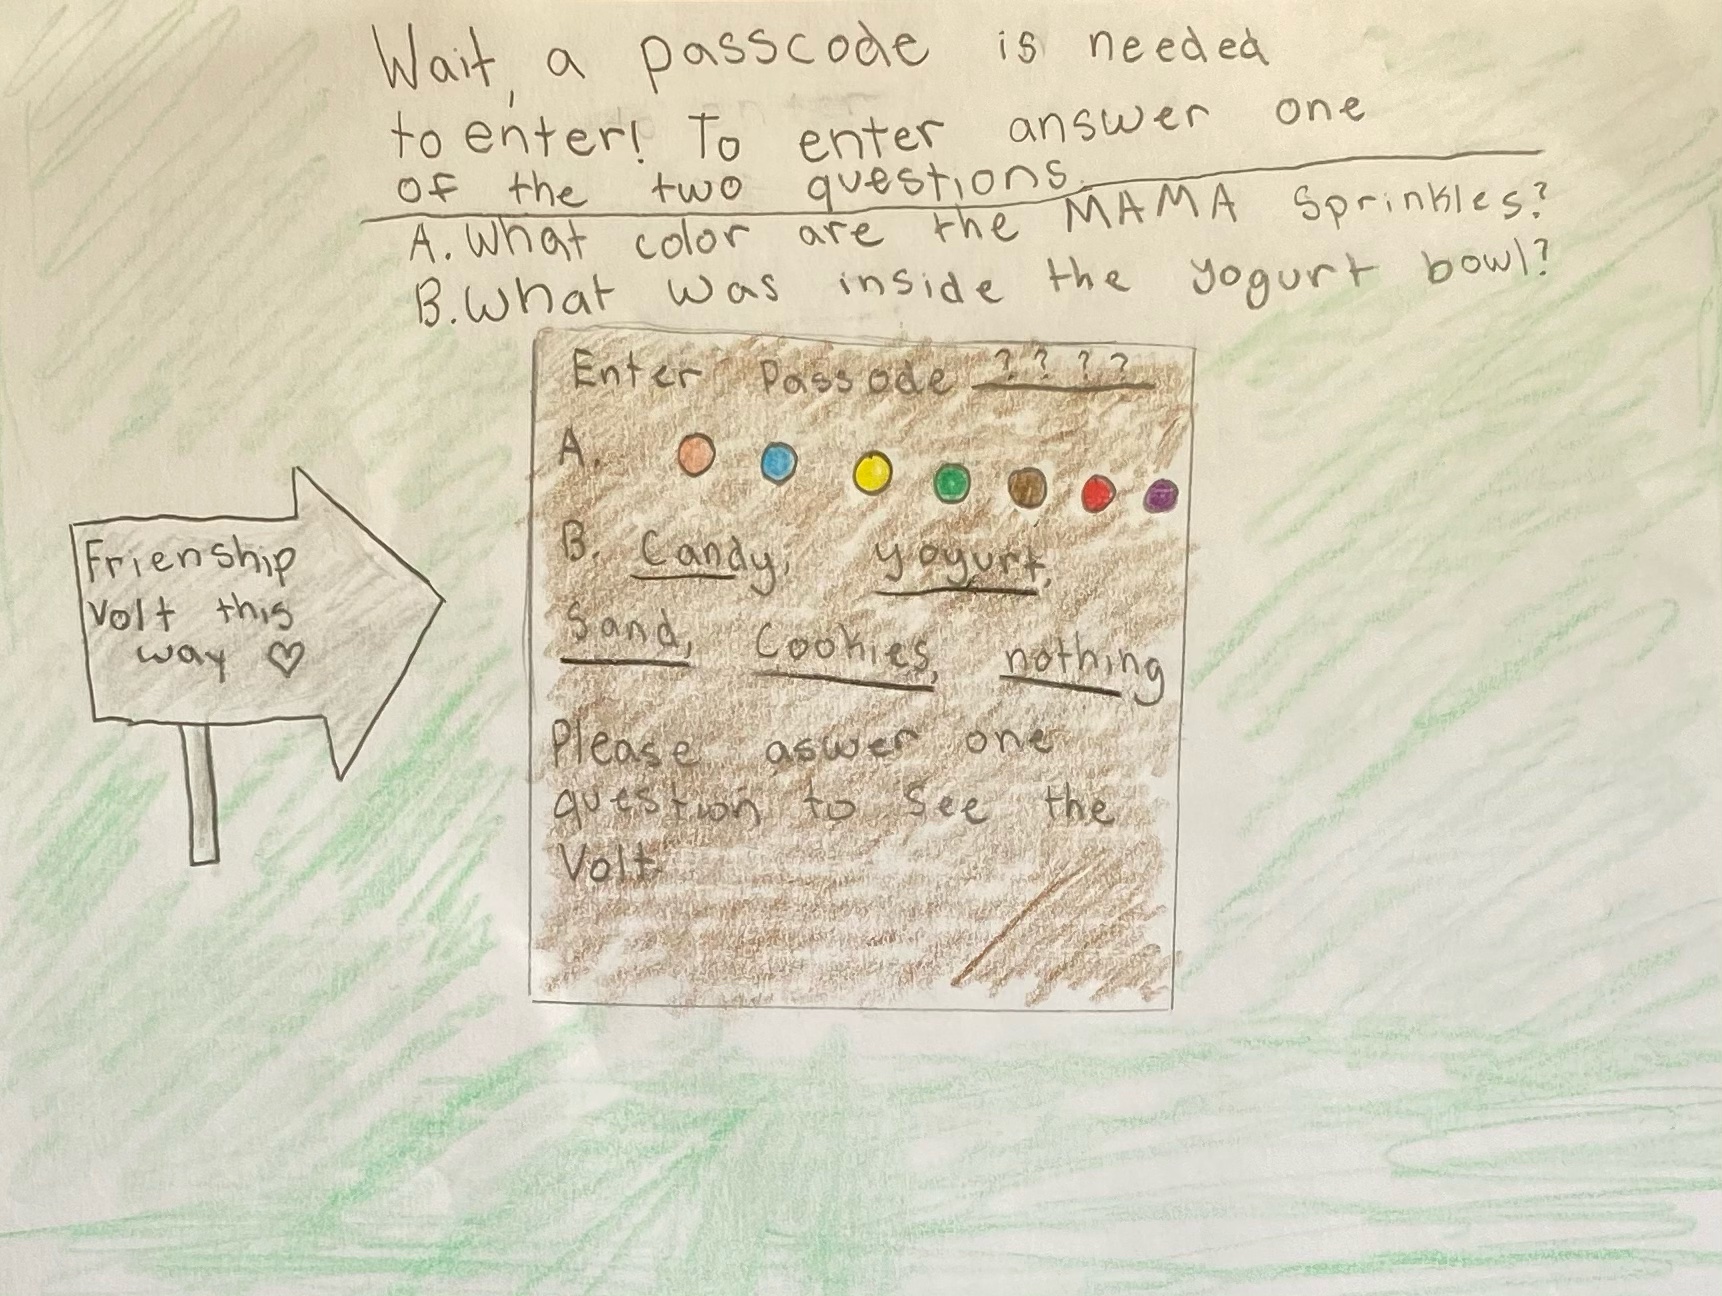 Wait, a passcode is needed
to enter! To enter answer one
of the two questions.
A. What color are the MAMA Sprinkles?
B. What was inside the yogurt bowl?
Enter Passode ????
A.
B. Candy, yogurt,
Sand, Cookies, nothing
Please aswer one
question to see the
Volt
Frienship
Volt this
way ♡